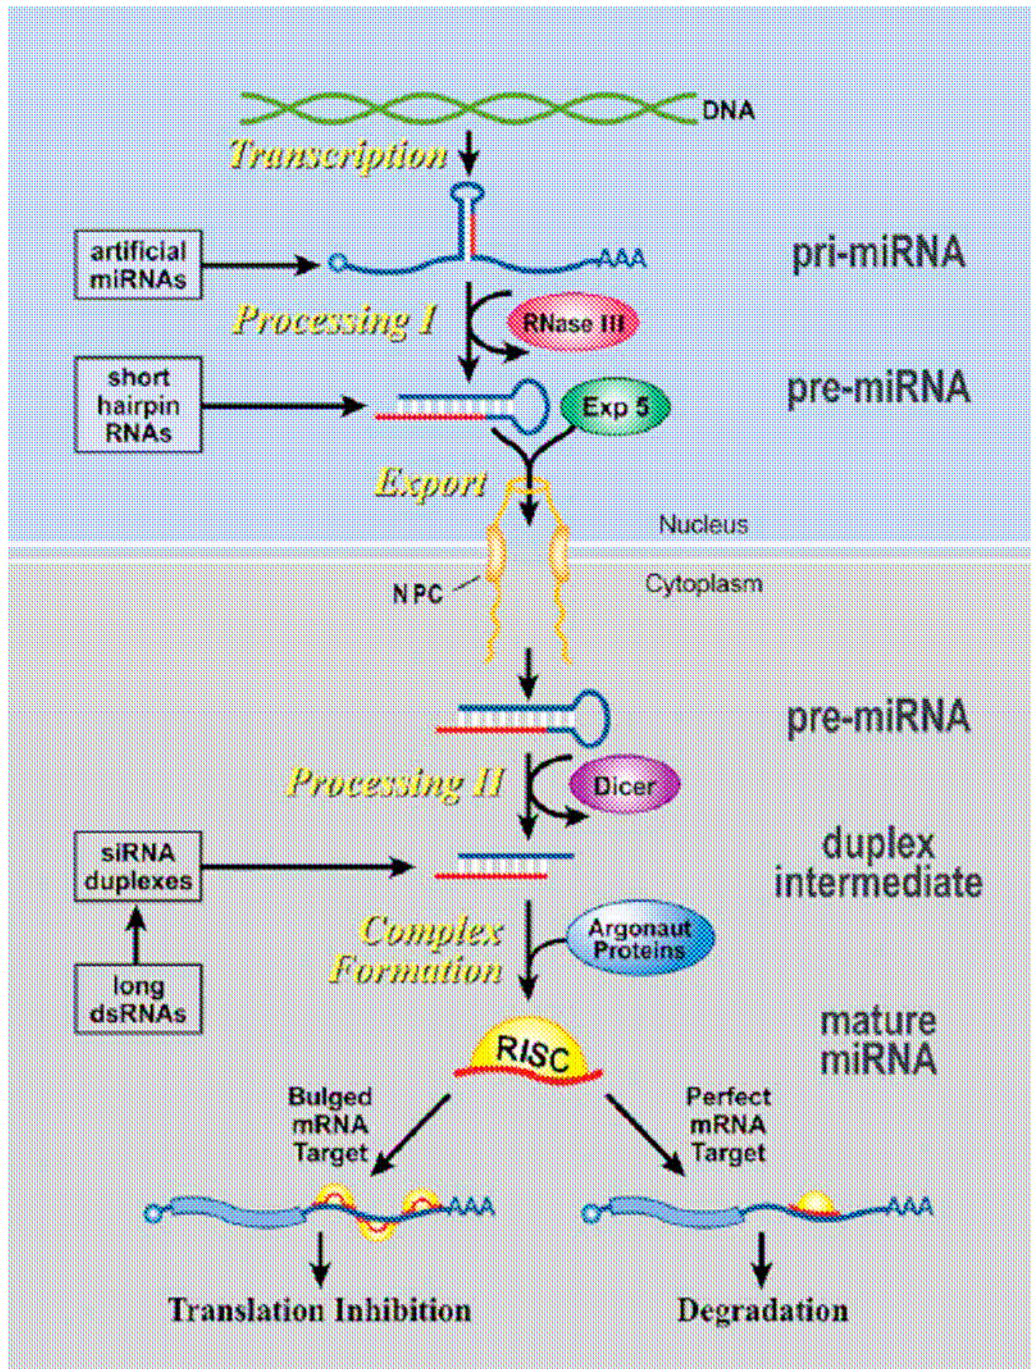 DNA
Transcription
artificial
miRNAs
AAA
pri-miRNA
Processing I
RNase III
short
hairpin
RNAs
Exp 5
pre-miRNA
Export
Nucleus
Cytoplasm
NPC
pre-miRNA
Processing II
Dicer
siRNA
duplexes
duplex
intermediate
Complex
Formation
Argonaut
Proteins
long
dsRNAs
mature
miRNA
RISC
Bulged
mRNA
Target
Perfect
mRNA
Target
AAA
AAA
Translation Inhibition
Degradation